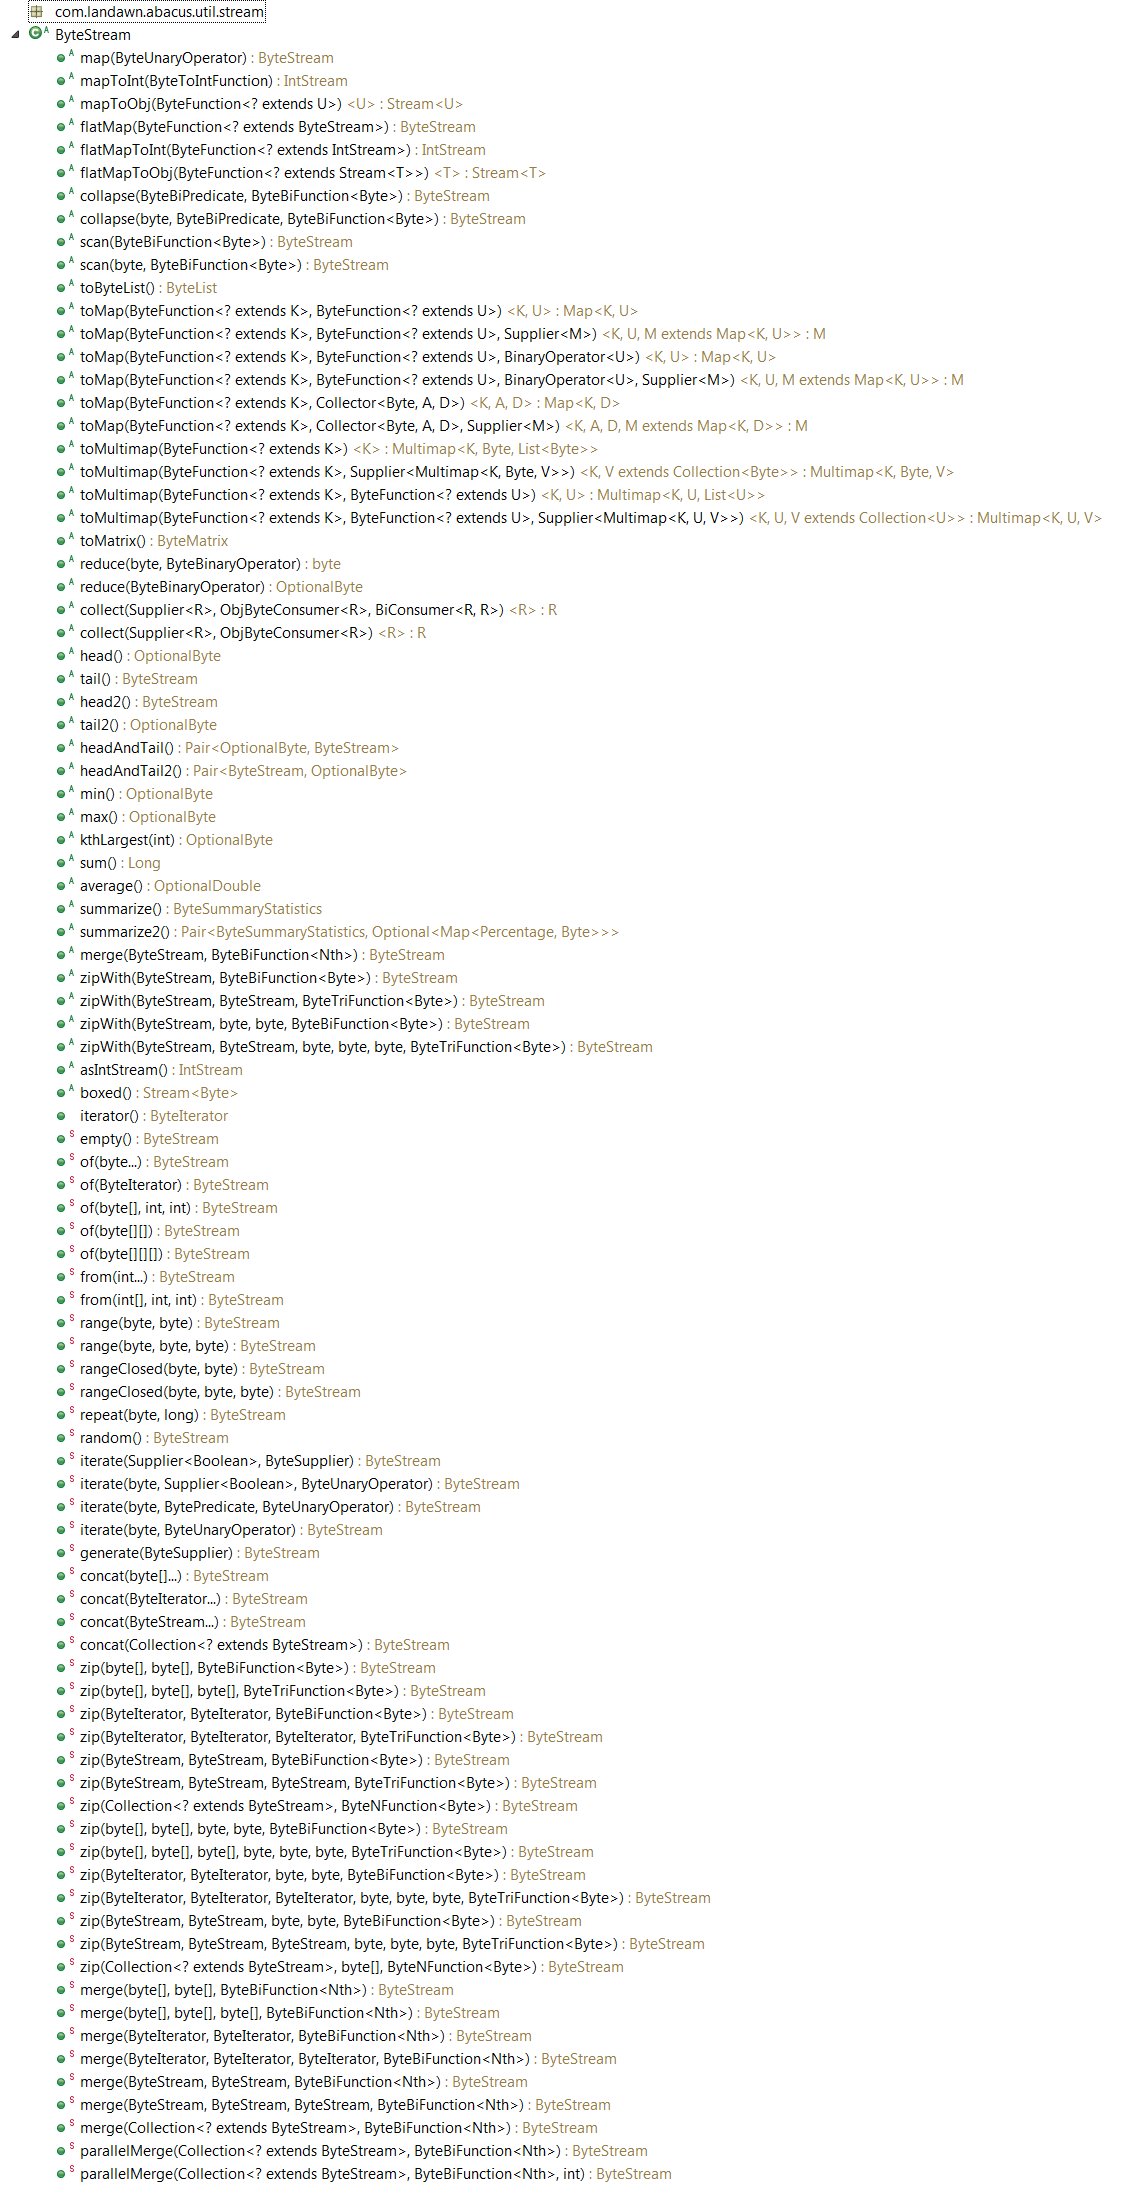 com.landawn.abacus.util.stream
ByteStream
map(ByteUnaryOperator) : ByteStream
mapToInt(ByteToIntFunction) : IntStream
mapToObj(ByteFunction<? extends U>) <U> : Stream<U>
flatMap(ByteFunction<? extends ByteStream>) : ByteStream
flatMapToInt(ByteFunction<? extends IntStream>) : IntStream
flatMapToObj(ByteFunction<? extends Stream<T>>) <T> : Stream<T>
collapse(ByteBiPredicate, ByteBiFunction<Byte>) : ByteStream
collapse(byte, ByteBiPredicate, ByteBiFunction<Byte>) : ByteStream
scan(ByteBiFunction<Byte>) : ByteStream
scan(byte, ByteBiFunction<Byte>) : ByteStream
toByteList() : ByteList
toMap(ByteFunction<? extends K>, ByteFunction<? extends U>) <K, U> : Map<K, U>
toMap(ByteFunction<? extends K>, ByteFunction<? extends U>, Supplier<M>) <K, U, M extends Map<K, U>> : M
toMap(ByteFunction<? extends K>, ByteFunction<? extends U>, BinaryOperator<U>) <K, U> : Map<K, U>
toMap(ByteFunction<? extends K>, ByteFunction<? extends U>, BinaryOperator<U>, Supplier<M>) <K, U, M extends Map<K, U>> : M
toMap(ByteFunction<? extends K>, Collector<Byte, A, D>) <K, A, D> : Map<K, D>
toMap(ByteFunction<? extends K>, Collector<Byte, A, D>, Supplier<M>) <K, A, D, M extends Map<K, D>> : M
toMultimap(ByteFunction<? extends K>) <K> : Multimap<K, Byte, List<Byte>>
toMultimap(ByteFunction<? extends K>, Supplier<Multimap<K, Byte, V>>) <K, V extends Collection<Byte>> : Multimap<K, Byte, V>
toMultimap(ByteFunction<? extends K>, ByteFunction<? extends U>) <K, U> : Multimap<K, U, List<U>>
toMultimap(ByteFunction<? extends K>, ByteFunction<? extends U>, Supplier<Multimap<K, U, V>>) <K, U, V extends Collection<U>> : Multimap<K, U, V>
toMatrix() : ByteMatrix
reduce(byte, ByteBinaryOperator) : byte
reduce(ByteBinaryOperator) : OptionalByte
collect(Supplier<R>, ObjByteConsumer<R>, BiConsumer<R, R>) <R> : R
collect(Supplier<R>, ObjByteConsumer<R>) <R> : R
head() : OptionalByte
tail() : ByteStream
head2() : ByteStream
tail2() : OptionalByte
headAndTail() : Pair<OptionalByte, ByteStream>
headAndTail2() : Pair<ByteStream, OptionalByte>
min() : OptionalByte
max() : OptionalByte
kthLargest(int) : OptionalByte
sum() : Long
average() : OptionalDouble
summarize() : ByteSummaryStatistics
summarize2() : Pair<ByteSummaryStatistics, Optional<Map<Percentage, Byte>>>
merge(ByteStream, ByteBiFunction<Nth>) : ByteStream
zipWith(ByteStream, ByteBiFunction<Byte>) : ByteStream
zipWith(ByteStream, ByteStream, ByteTriFunction<Byte>) : ByteStream
zipWith(ByteStream, byte, byte, ByteBiFunction<Byte>) : ByteStream
zipWith(ByteStream, ByteStream, byte, byte, byte, ByteTriFunction<Byte>) : ByteStream
asIntStream() : IntStream
boxed() : Stream<Byte>
iterator() : ByteIterator
empty() : ByteStream
of(byte...) : ByteStream
of(ByteIterator) : ByteStream
of(byte[], int, int) : ByteStream
of(byte[][]) : ByteStream
of(byte[][][]) : ByteStream
from(int...) : ByteStream
from(int[], int, int) : ByteStream
range(byte, byte) : ByteStream
range(byte, byte, byte) : ByteStream
rangeClosed(byte, byte) : ByteStream
rangeClosed(byte, byte, byte) : ByteStream
repeat(byte, long) : ByteStream
random() : ByteStream
iterate(Supplier<Boolean>, ByteSupplier) : ByteStream
iterate(byte, Supplier<Boolean>, ByteUnaryOperator) : ByteStream
iterate(byte, BytePredicate, ByteUnaryOperator) : ByteStream
iterate(byte, ByteUnaryOperator) : ByteStream
generate(ByteSupplier) : ByteStream
concat(byte[]...) : ByteStream
concat(ByteIterator...) : ByteStream
concat(ByteStream...) : ByteStream
concat(Collection<? extends ByteStream>) : ByteStream
zip(byte[], byte[], ByteBiFunction<Byte>) : ByteStream
zip(byte[], byte[], byte[], ByteTriFunction<Byte>) : ByteStream
zip(ByteIterator, ByteIterator, ByteBiFunction<Byte>) : ByteStream
zip(ByteIterator, ByteIterator, ByteIterator, ByteTriFunction<Byte>) : ByteStream
zip(ByteStream, ByteStream, ByteBiFunction<Byte>) : ByteStream
zip(ByteStream, ByteStream, ByteStream, ByteTriFunction<Byte>) : ByteStream
zip(Collection<? extends ByteStream>, ByteNFunction<Byte>) : ByteStream
zip(byte[], byte[], byte, byte, ByteBiFunction<Byte>) : ByteStream
zip(byte[], byte[], byte[], byte, byte, byte, ByteTriFunction<Byte>) : ByteStream
zip(ByteIterator, ByteIterator, byte, byte, ByteBiFunction<Byte>) : ByteStream
zip(ByteIterator, ByteIterator, ByteIterator, byte, byte, byte, ByteTriFunction<Byte>) : ByteStream
zip(ByteStream, ByteStream, byte, byte, ByteBiFunction<Byte>) : ByteStream
zip(ByteStream, ByteStream, ByteStream, byte, byte, byte, ByteTriFunction<Byte>) : ByteStream
zip(Collection<? extends ByteStream>, byte[], ByteNFunction<Byte>) : ByteStream
merge(byte[], byte[], ByteBiFunction<Nth>) : ByteStream
merge(byte[], byte[], byte[], ByteBiFunction<Nth>) : ByteStream
merge(ByteIterator, ByteIterator, ByteBiFunction<Nth>) : ByteStream
merge(ByteIterator, ByteIterator, ByteIterator, ByteBiFunction<Nth>) : ByteStream
merge(ByteStream, ByteStream, ByteBiFunction<Nth>) : ByteStream
merge(ByteStream, ByteStream, ByteStream, ByteBiFunction<Nth>) : ByteStream
merge(Collection<? extends ByteStream>, ByteBiFunction<Nth>) : ByteStream
parallelMerge(Collection<? extends ByteStream>, ByteBiFunction<Nth>) : ByteStream
parallelMerge(Collection<? extends ByteStream>, ByteBiFunction<Nth>, int) : ByteStream